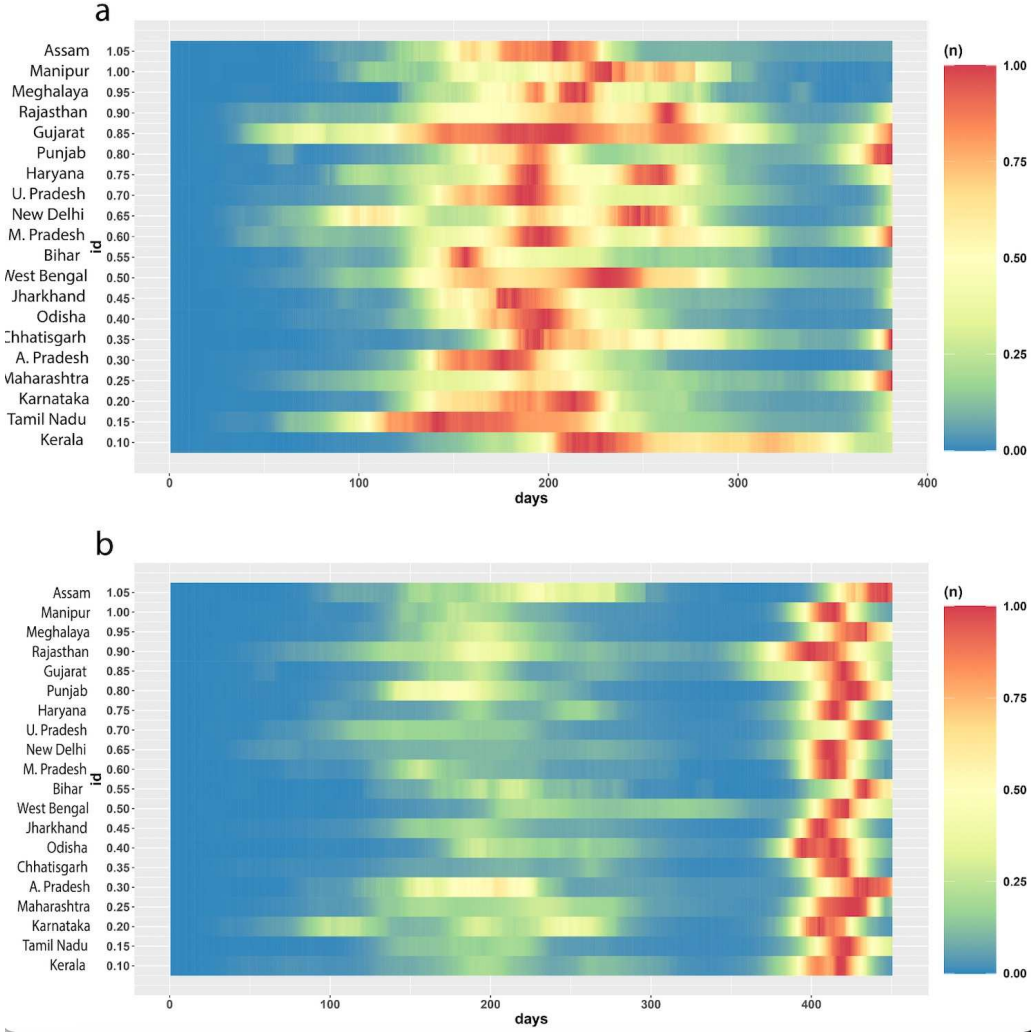 a
Assam 1.05
Manipur 1.00
Meghalaya 0.95
Rajasthan 0.90
Gujarat 0.85
Punjab 0.80
Haryana 0.75
U. Pradesh 0.70
New Delhi 0.65
M. Pradesh 0.60
Bihar 0.55
West Bengal 0.50
Jharkhand 0.45
Odisha 0.40
Chhatisgarh 0.35
A. Pradesh 0.30
Maharashtra 0.25
Karnataka 0.20
Tamil Nadu 0.15
Kerala 0.10
id
0 100 200 300 400
days
(n)
1.00
0.75
0.50
0.25
0.00
b
Assam 1.05
Manipur 1.00
Meghalaya 0.95
Rajasthan 0.90
Gujarat 0.85
Punjab 0.80
Haryana 0.75
U. Pradesh 0.70
New Delhi 0.65
M. Pradesh 0.60
Bihar 0.55
West Bengal 0.50
Jharkhand 0.45
Odisha 0.40
Chhatisgarh 0.35
A. Pradesh 0.30
Maharashtra 0.25
Karnataka 0.20
Tamil Nadu 0.15
Kerala 0.10
id
0 100 200 300 400
days
(n)
1.00
0.75
0.50
0.25
0.00